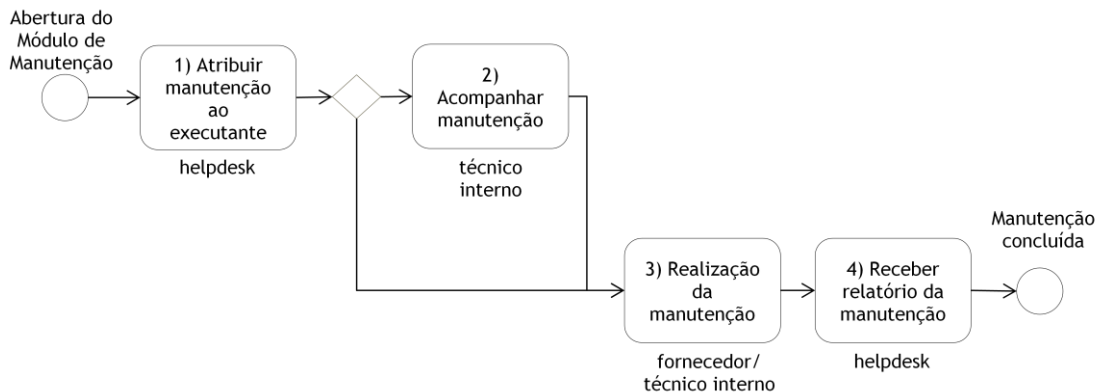 Abertura do
Módulo de
Manutenção
1) Atribuir
manutenção
ao
executante
helpdesk
2)
Acompanhar
manutenção
técnico
interno
3) Realização
da
manutenção
fornecedor/
técnico interno
4) Receber
relatório da
manutenção
helpdesk
Manutenção
concluída